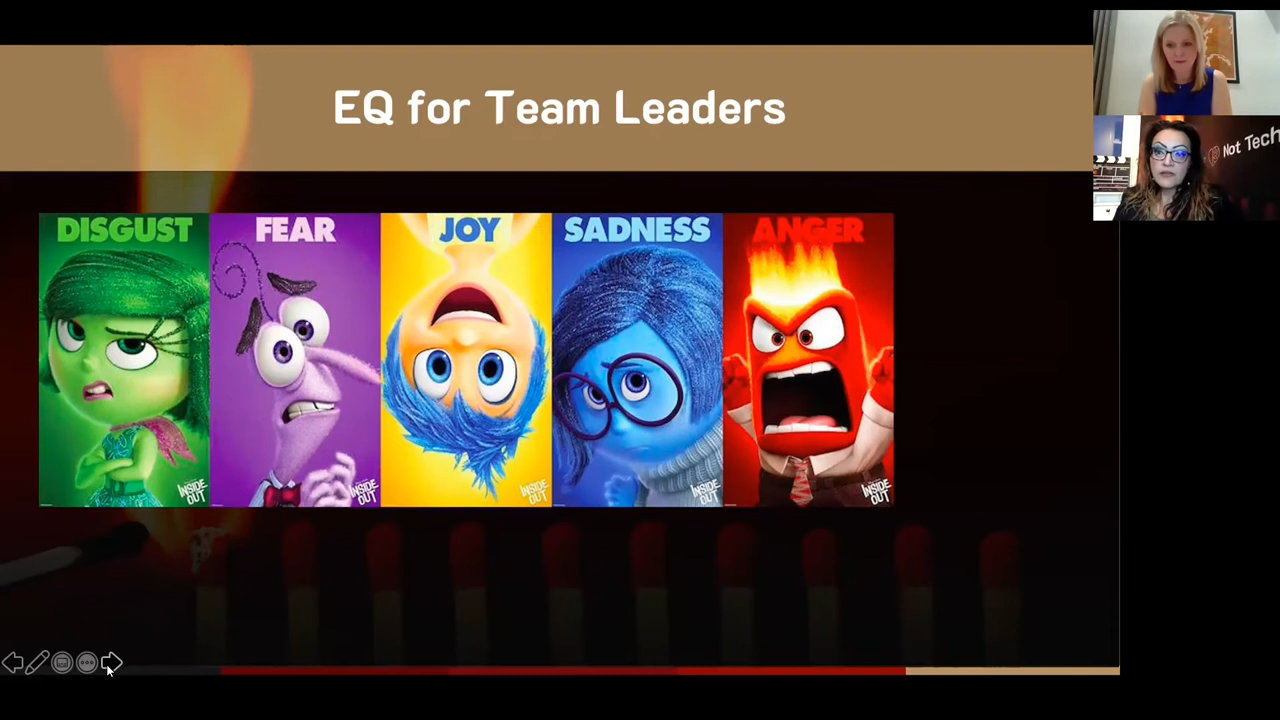 EQ for Team Leaders
Not Tech
DISGUST
FEAR
JOY
SADNESS
ANGER
INSIDE OUT
INSIDE OUT
INSIDE OUT
INSIDE OUT
INSIDE OUT